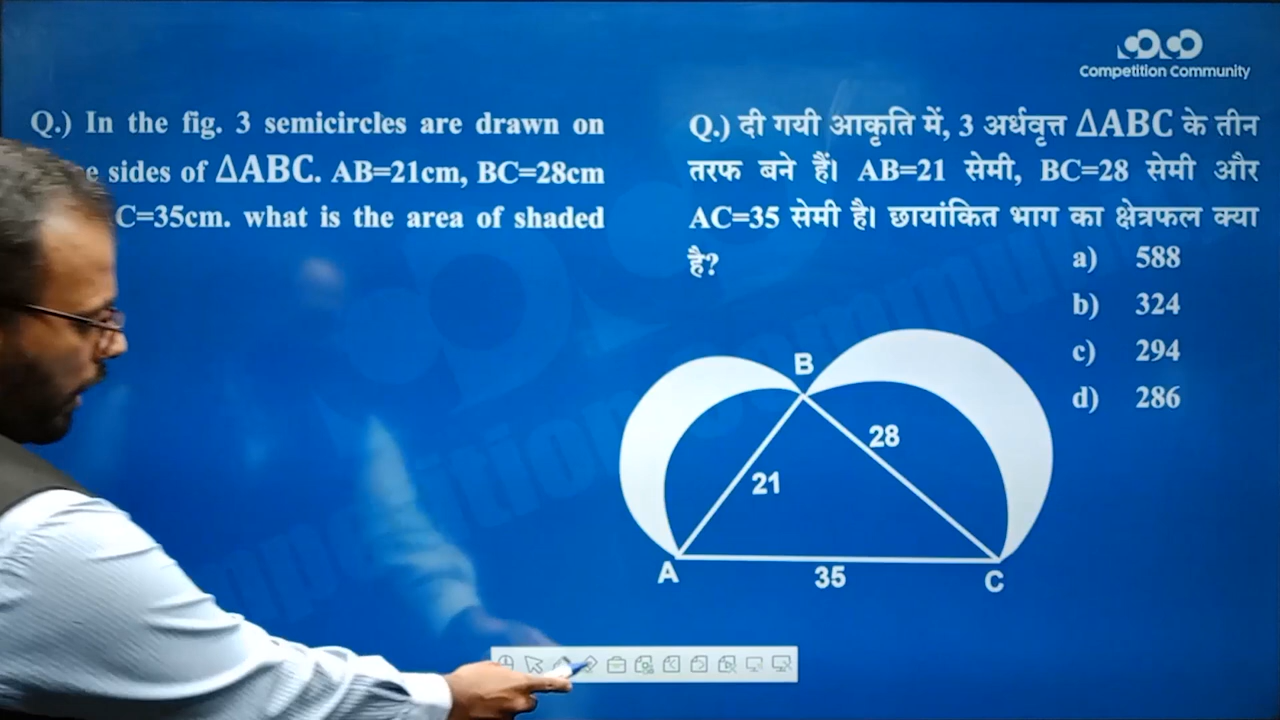 Competition Community
Q.) In the fig. 3 semicircles are drawn on
sides of ΔABC. AB=21cm, BC=28cm
C=35cm. what is the area of shaded
Q.) दी गयी आकृति में, 3 अर्धवृत्त ΔABC के तीन
तरफ बने हैं। AB=21 सेमी, BC=28 सेमी और
AC=35 सेमी है। छायांकित भाग का क्षेत्रफल क्या
है?
a) 588
b) 324
c) 294
d) 286
B
28
21
A
35
C